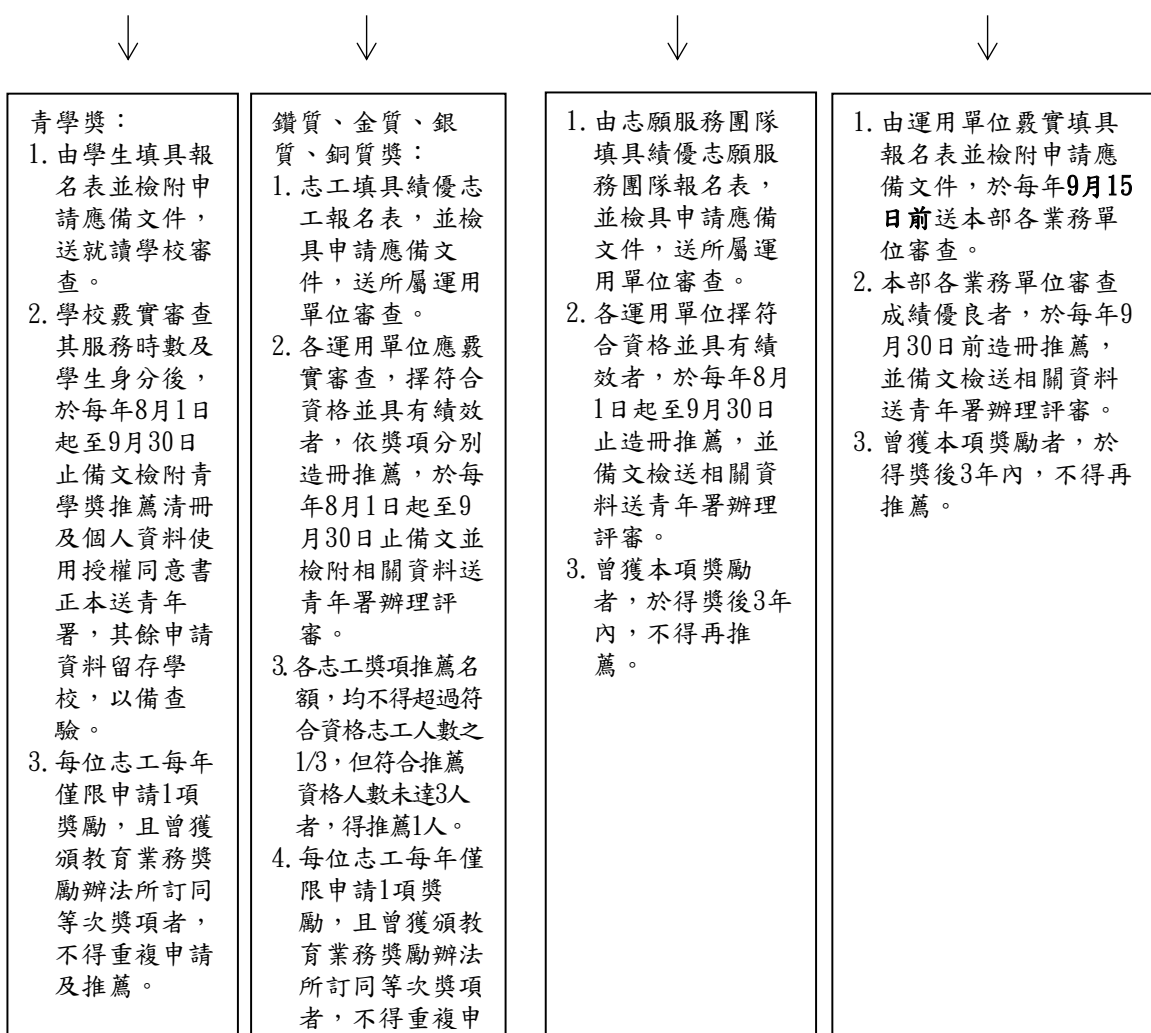 青學獎：
1. 由學生填具報
名表並檢附申
請應備文件，
送就讀學校審
查。
2. 學校覈實審查
其服務時數及
學生身分後，
於每年8月1日
起至9月30日
止備文檢附青
學獎推薦清冊
及個人資料使
用授權同意書
正本送青年
署，其餘申請
資料留存學
校，以備查
驗。
3. 每位志工每年
僅限申請1項
獎勵，且曾獲
頒教育業務獎
勵辦法所訂同
等次獎項者，
不得重複申請
及推薦。
鑽質、金質、銀
質、銅質獎：
1. 志工填具績優志
工報名表，並檢
具申請應備文
件，送所屬運用
單位審查。
2. 各運用單位應覈
實審查，擇符合
資格並具有績效
者，依獎項分別
造冊推薦，於每
年8月1日起至9
月30日止備文並
檢附相關資料送
青年署辦理評
審。
3. 各志工獎項推薦名
額，均不得超過符
合資格志工人數之
1/3，但符合推薦
資格人數未達3人
者，得推薦1人。
4. 每位志工每年僅
限申請1項獎
勵，且曾獲頒教
育業務獎勵辦法
所訂同等次獎項
者，不得重複申
1. 由志願服務團隊
填具績優志願服
務團隊報名表，
並檢具申請應備
文件，送所屬運
用單位審查。
2. 各運用單位擇符
合資格並具有績
效者，於每年8月
1日起至9月30日
止造冊推薦，並
備文檢送相關資
料送青年署辦理
評審。
3. 曾獲本項獎勵
者，於得獎後3年
內，不得再推
薦。
1. 由運用單位覈實填具
報名表並檢附申請應
備文件，於每年9月15
日前送本部各業務單
位審查。
2. 本部各業務單位審查
成績優良者，於每年9
月30日前造冊推薦，
並備文檢送相關資料
送青年署辦理評審。
3. 曾獲本項獎勵者，於
得獎後3年內，不得再
推薦。